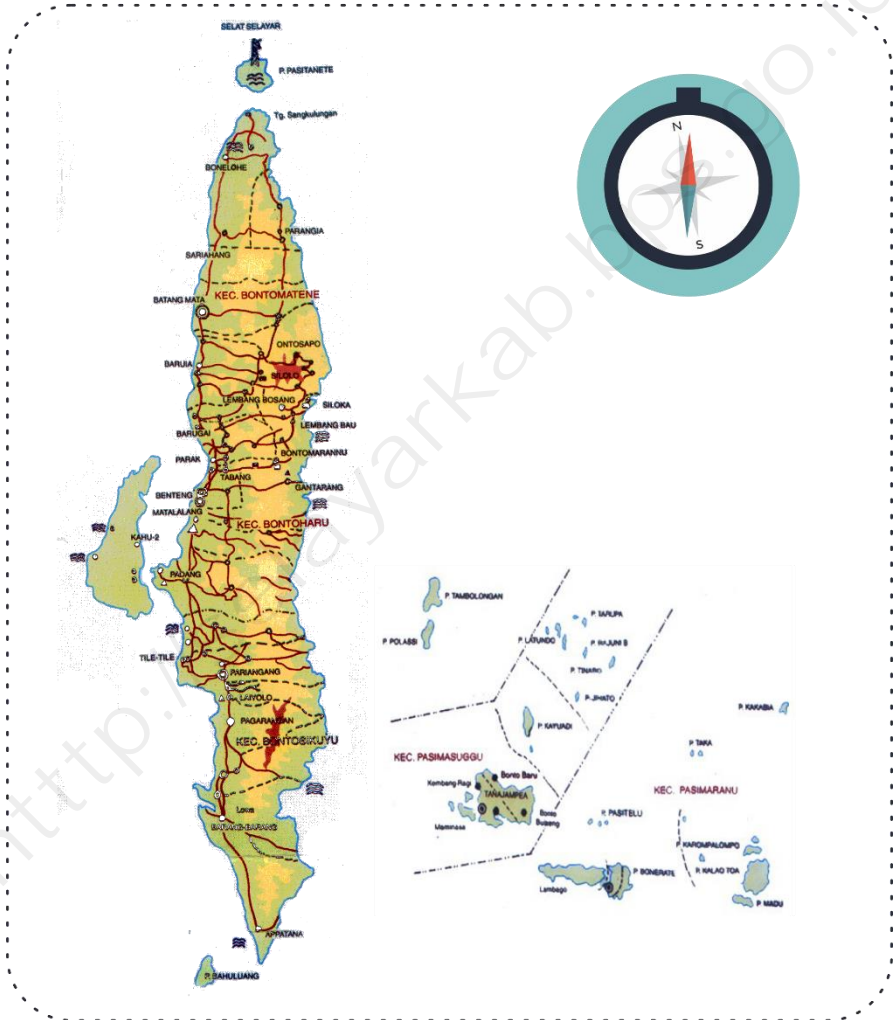 SELAT SELAYAR
P. PASITANETE
Tg. Sangkulungan
BONELOHE
PARANGIA
SARIAHANG
BATANG MATA
KEC. BONTOMATENE
ONTOSAPO
BARUIA
SILOLO
LEMBANG BOSANG
SILOKA
LEMBANG BAU
BARUGAI
BONTOMARANNU
PARAK
TABANG
GANTARANG
BENTENG
MATALALANG
KEC. BONTOHARU
KAHU-2
PADANG
TILE-TILE
PARIANGANG
LAIYOLO
PAGARANGAN
KEC. BONTOSIKUYU
BARANG-BARANG
APPATANA
P. BAHULUANG
N
S
P. TAMBOLONGAN
P. POLASSI
P. TARUPA
P. LATUNDO
P. RAJUNI B
P. TINABO
P. JINATO
P. KAYUADI
P. KAKABIA
P. TAKA
KEC. PASIMASUGGU
Bonto Baru
Kembang Ragi
TANAJAMPEA
KEC. PASIMARANU
Maminasa
P. PASITELU
P. KAROMPALOMPO
P. BONERATE
P. KALAO TOA
Lambego
P. MADU